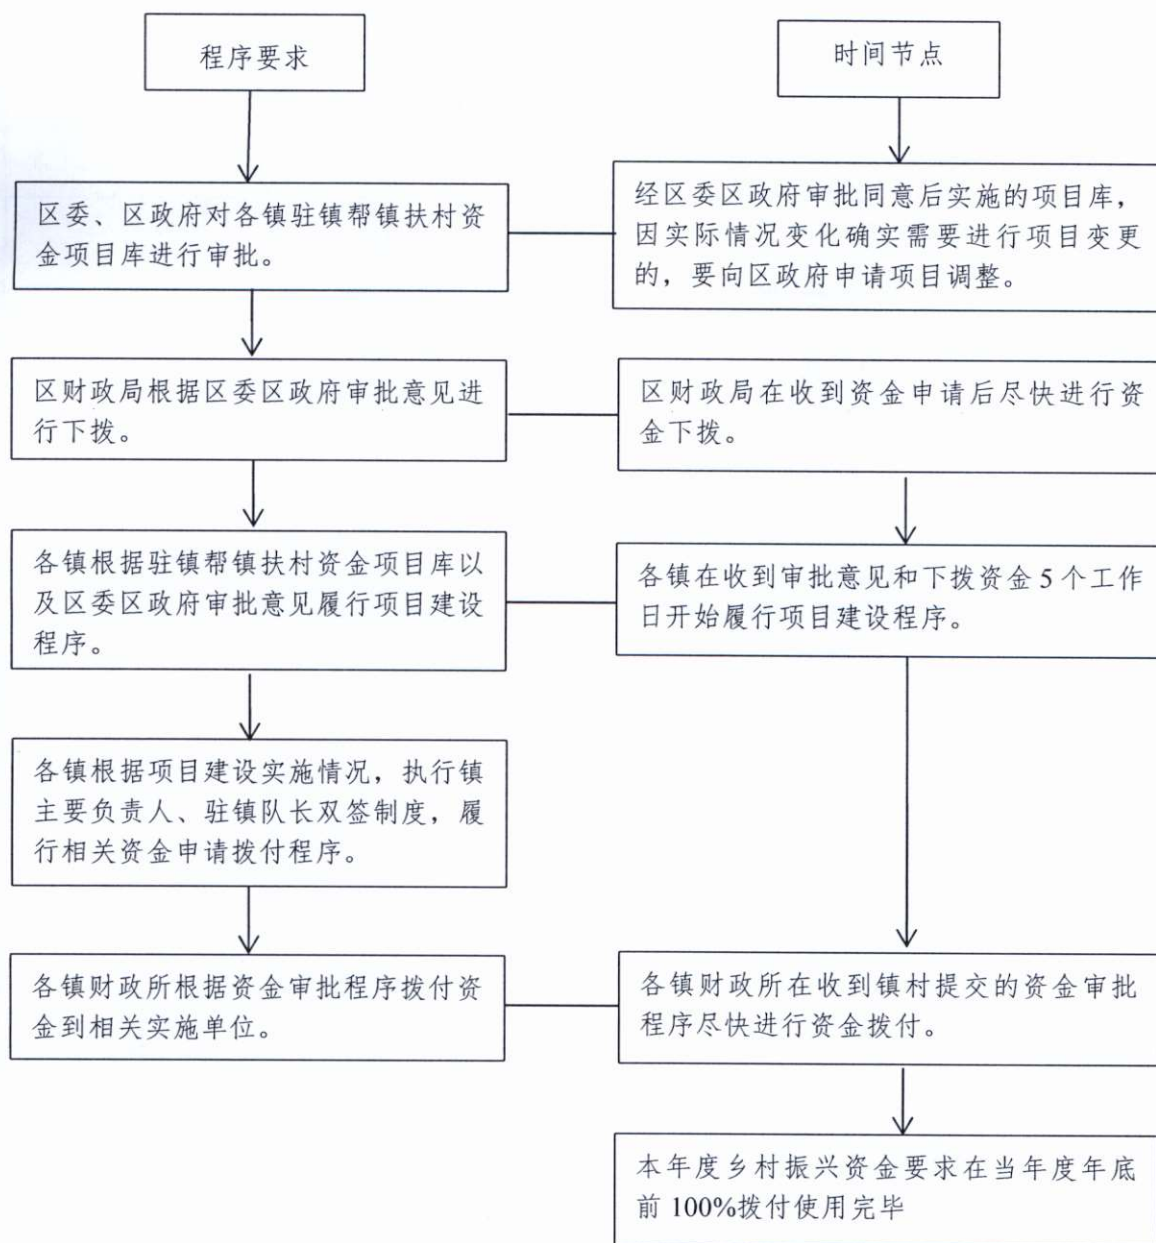 程序要求
时间节点
区委、区政府对各镇驻镇帮镇扶村资
金项目库进行审批。
经区委区政府审批同意后实施的项目库，
因实际情况变化确实需要进行项目变更
的，要向区政府申请项目调整。
区财政局根据区委区政府审批意见进
行下拨。
区财政局在收到资金申请后尽快进行资
金下拨。
各镇根据驻镇帮镇扶村资金项目库以
及区委区政府审批意见履行项目建设
程序。
各镇在收到审批意见和下拨资金 5 个工作
日开始履行项目建设程序。
各镇根据项目建设实施情况，执行镇
主要负责人、驻镇队长双签制度，履
行相关资金申请拨付程序。
各镇财政所根据资金审批程序拨付资
金到相关实施单位。
各镇财政所在收到镇村提交的资金审批
程序尽快进行资金拨付。
本年度乡村振兴资金要求在当年度年底
前 100%拨付使用完毕